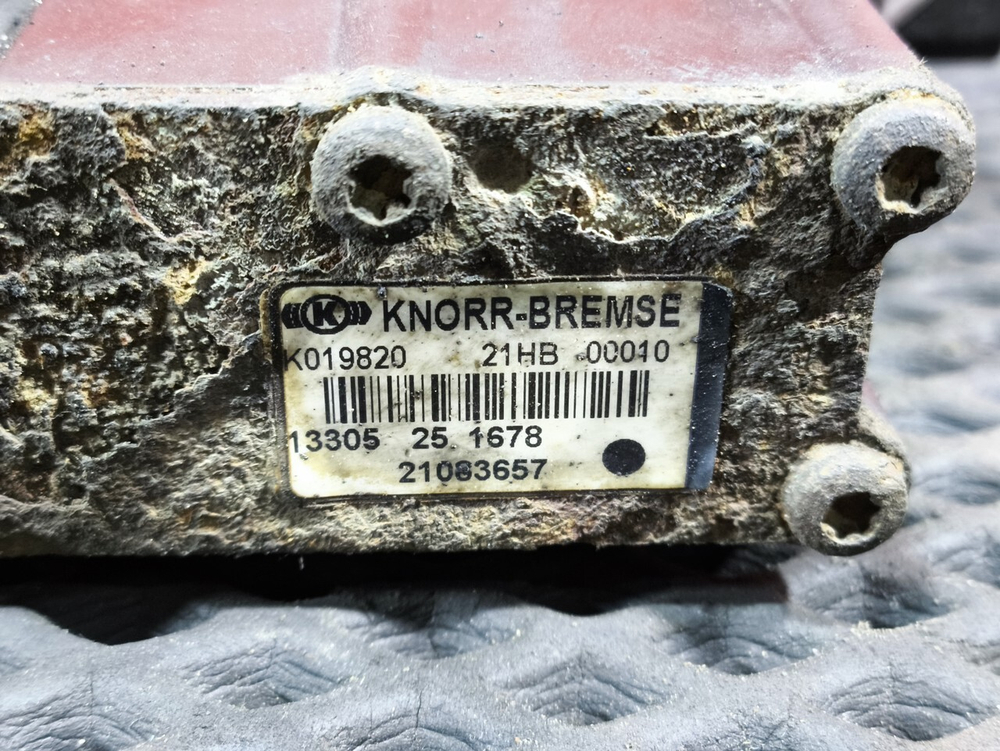 K KNORR-BREMSE
K019820 21HB 00010
13305 25 1678
21083657